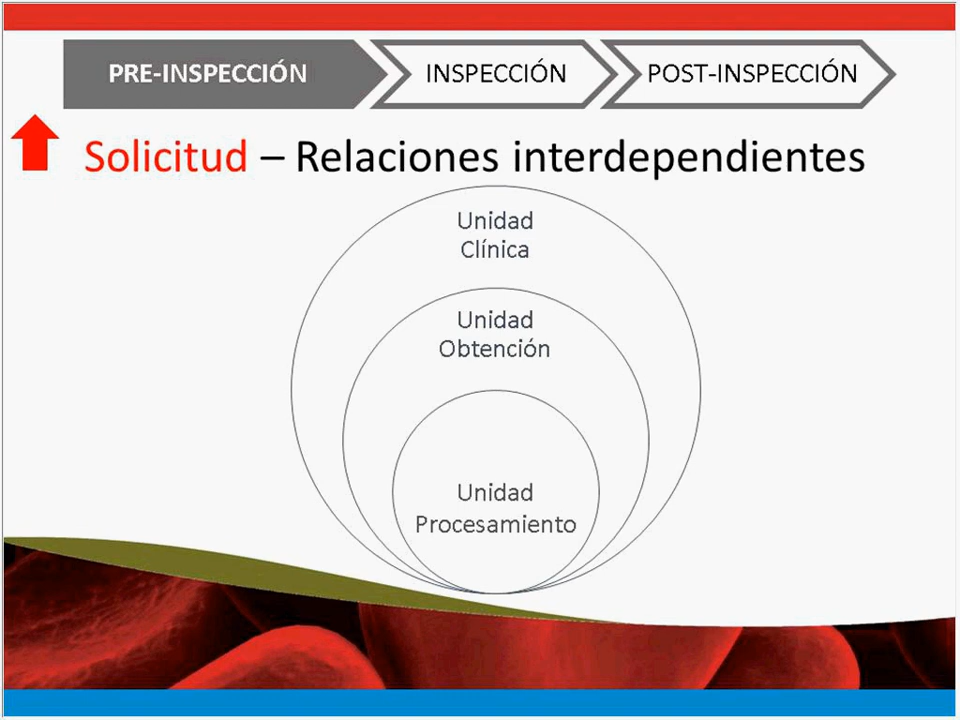 PRE-INSPECCIÓN
INSPECCIÓN
POST-INSPECCIÓN
Solicitud – Relaciones interdependientes
Unidad
Clínica
Unidad
Obtención
Unidad
Procesamiento